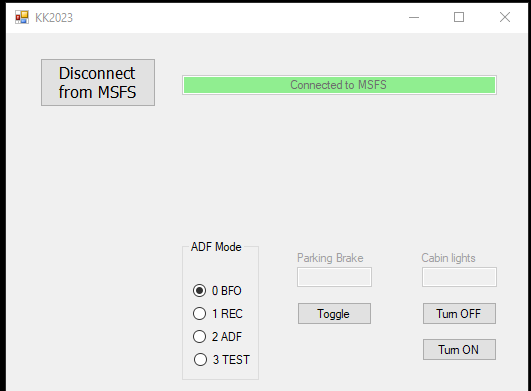 KK2023
Disconnect
from MSFS
Connected to MSFS
ADF Mode
0 BFO
1 REC
2 ADF
3 TEST
Parking Brake
Toggle
Cabin lights
Turn OFF
Turn ON